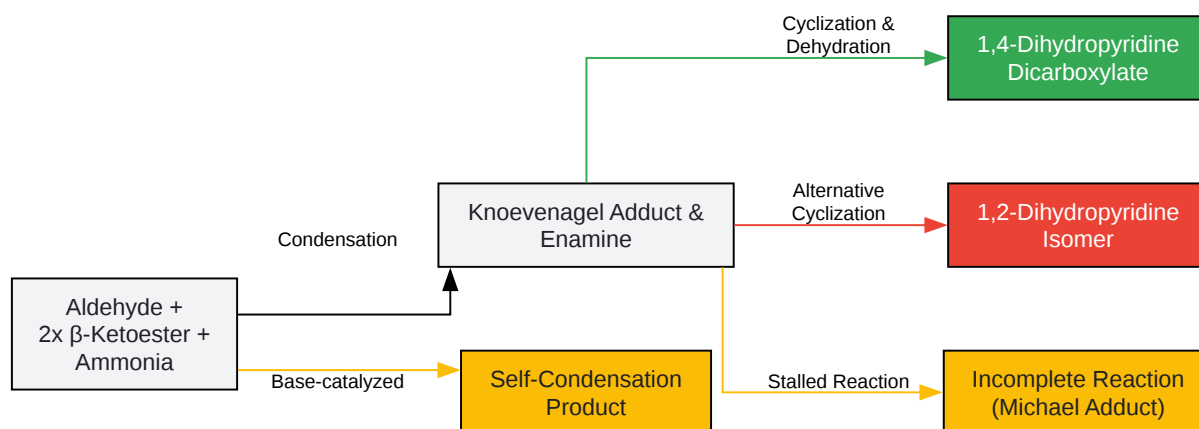 Cyclization &
Dehydration
1,4-Dihydropyridine
Dicarboxylate
Knoevenagel Adduct &
Enamine
Alternative
Cyclization
1,2-Dihydropyridine
Isomer
Condensation
Aldehyde +
2x β-Ketoester +
Ammonia
Base-catalyzed
Self-Condensation
Product
Stalled Reaction
Incomplete Reaction
(Michael Adduct)